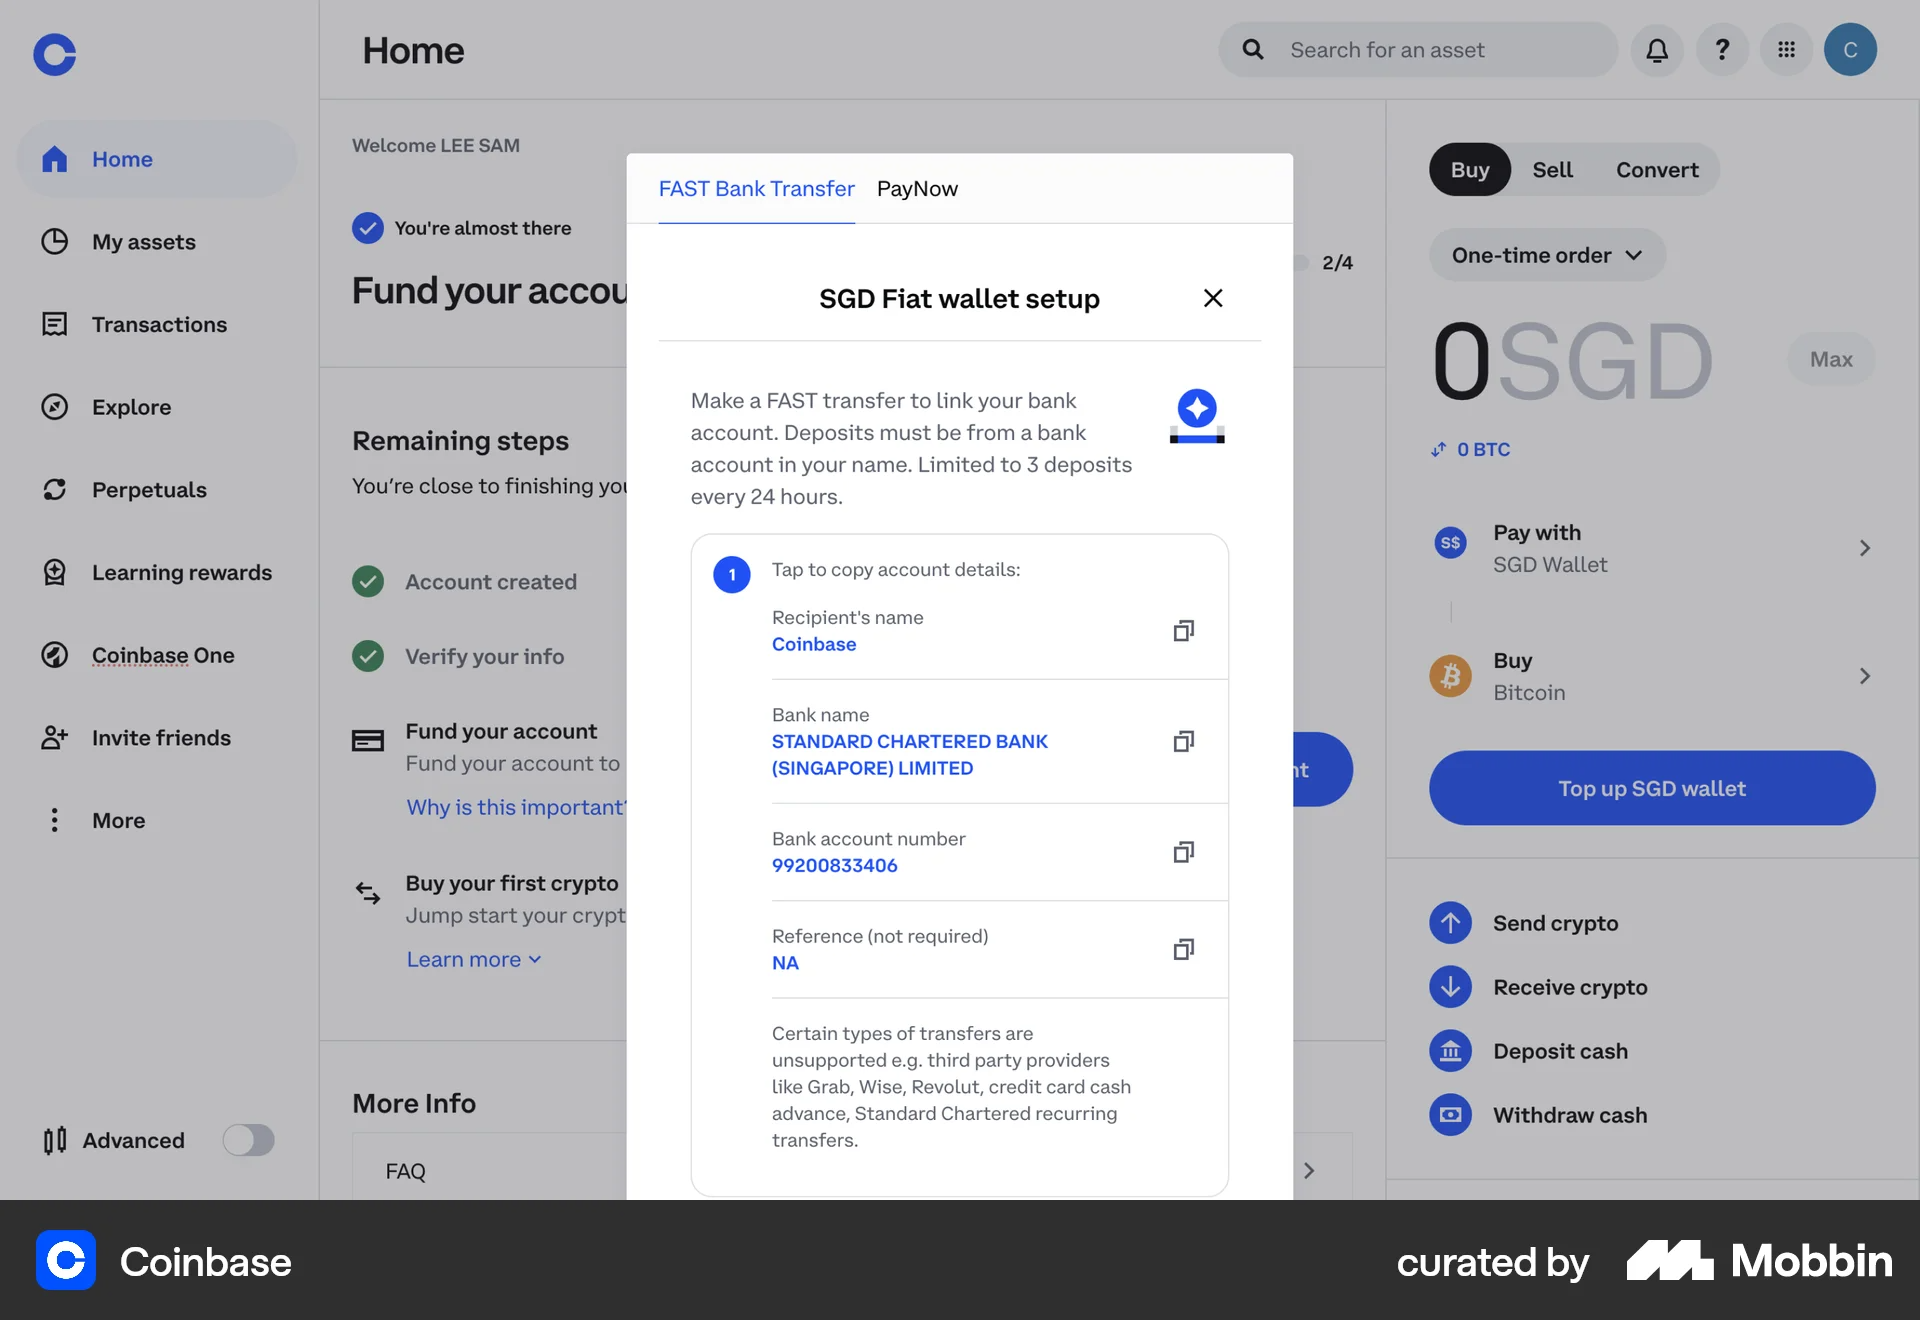 Home
Search for an asset
?
C
Home
My assets
Transactions
Explore
Perpetuals
Learning rewards
Coinbase One
Invite friends
More
Advanced
Welcome LEE SAM
You're almost there
Fund your accou
2/4
Remaining steps
You're close to finishing you
Account created
Verify your info
Fund your account
Fund your account to
Why is this important?
nt
Buy your first crypto
Jump start your crypt
Learn more
More Info
FAQ
FAST Bank Transfer PayNow
SGD Fiat wallet setup
Make a FAST transfer to link your bank
account. Deposits must be from a bank
account in your name. Limited to 3 deposits
every 24 hours.
1
Tap to copy account details:
Recipient's name
Coinbase
Bank name
STANDARD CHARTERED BANK
(SINGAPORE) LIMITED
Bank account number
99200833406
Reference (not required)
NA
Certain types of transfers are
unsupported e.g. third party providers
like Grab, Wise, Revolut, credit card cash
advance, Standard Chartered recurring
transfers.
Buy Sell Convert
One-time order
0SGD
Max
0 BTC
S$
Pay with
SGD Wallet
Buy
Bitcoin
Top up SGD wallet
Send crypto
Receive crypto
Deposit cash
Withdraw cash
Coinbase
curated by Mobbin